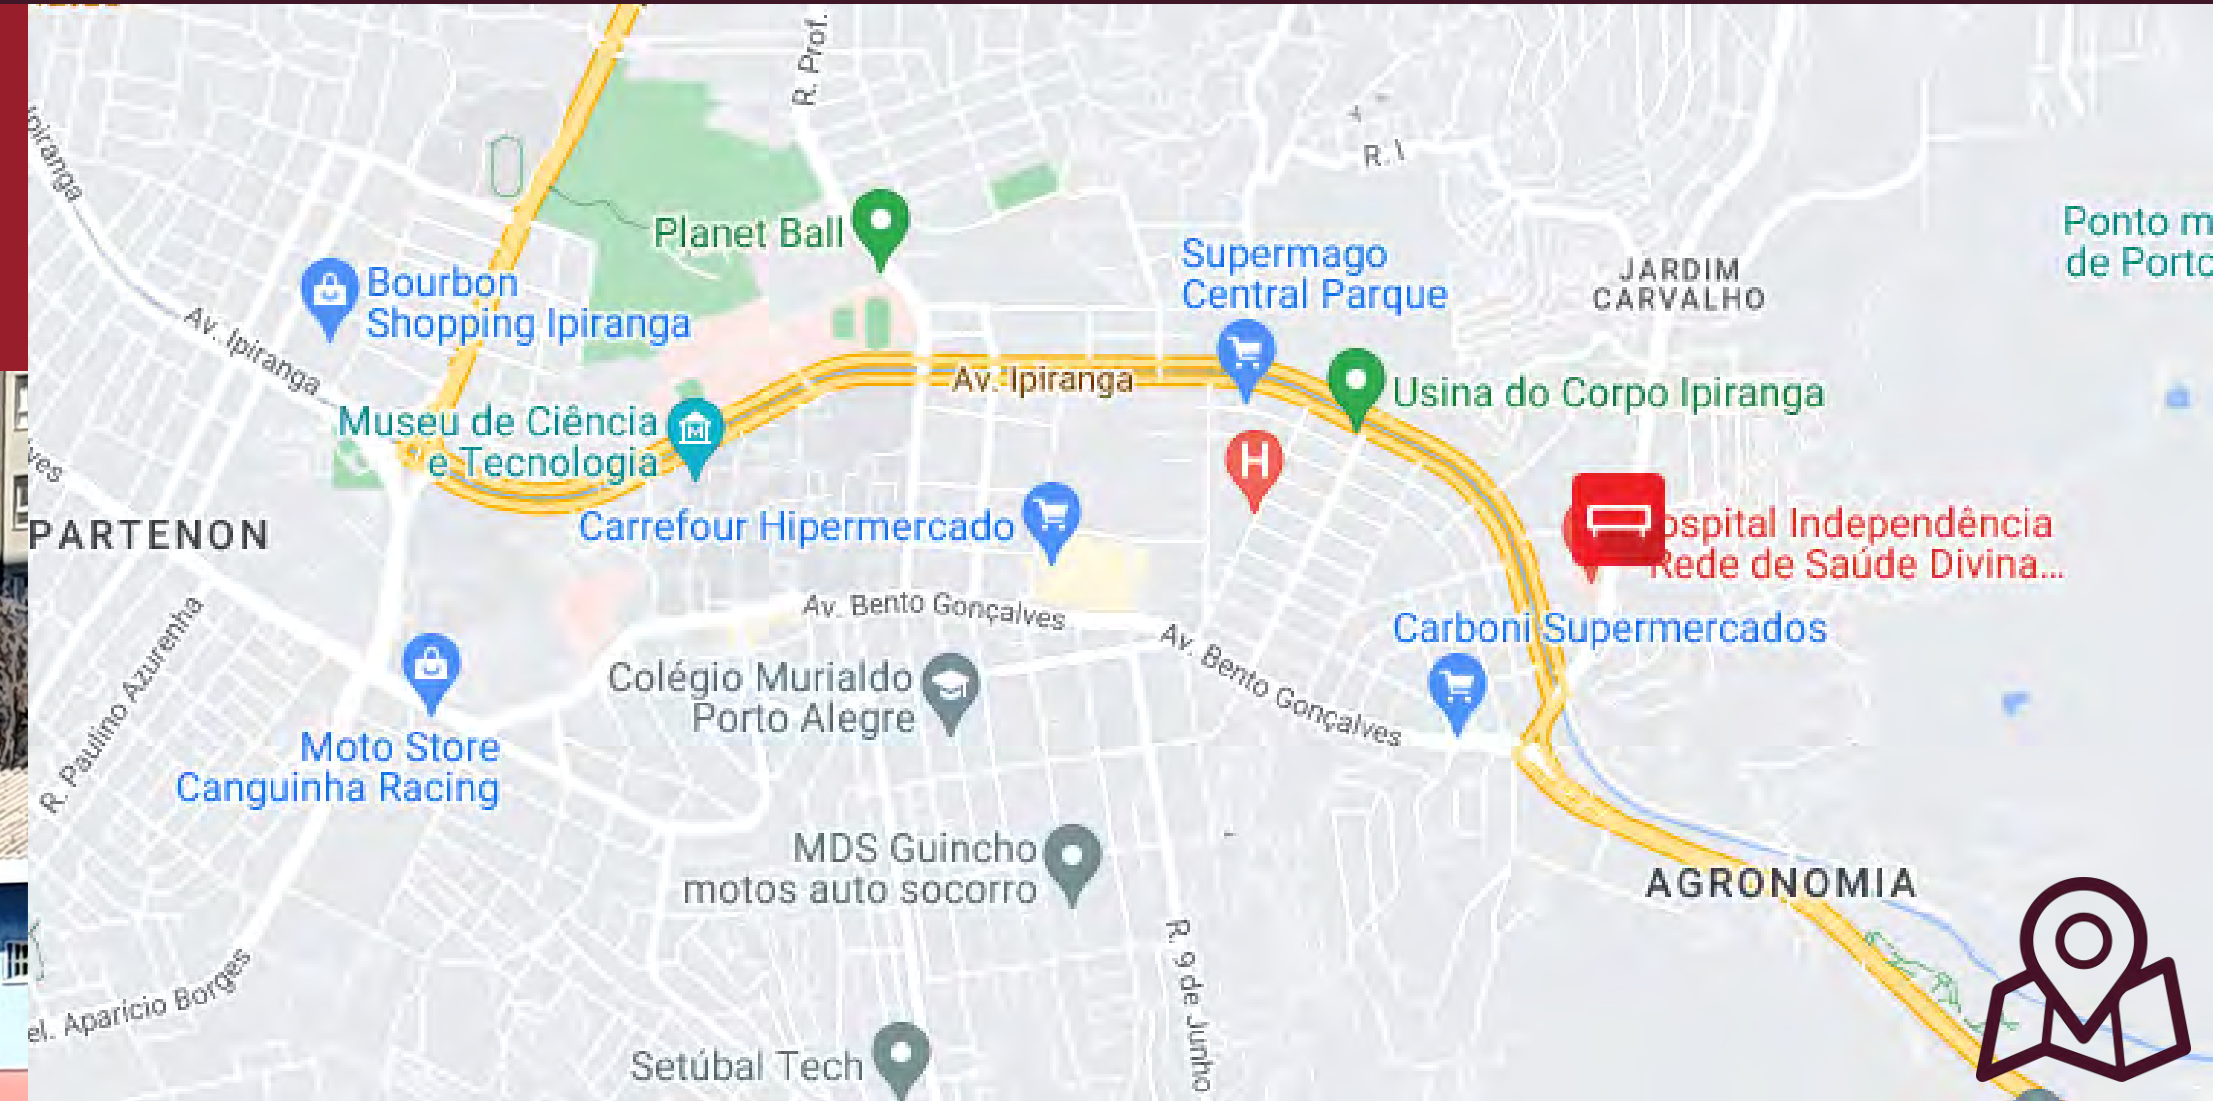 R. Prof.
Ipiranga
R. 1
Planet Ball
Ponto m
de Porto
Supermago
Central Parque
JARDIM
CARVALHO
Bourbon
Shopping Ipiranga
Av. Ipiranga
Av. Ipiranga
Usina do Corpo Ipiranga
Museu de Ciência
e Tecnologia
ves
H
PARTENON
Carrefour Hipermercado
ospital Independência
Rede de Saúde Divina...
Av. Bento Gonçalves
Carboni Supermercados
Av. Bento Gonçalves
R. Paulino Azurenha
Colégio Murialdo
Porto Alegre
Moto Store
Canguinha Racing
MDS Guincho
motos auto socorro
AGRONOMIA
R. 9 de Junho
el. Aparício Borges
Setúbal Tech